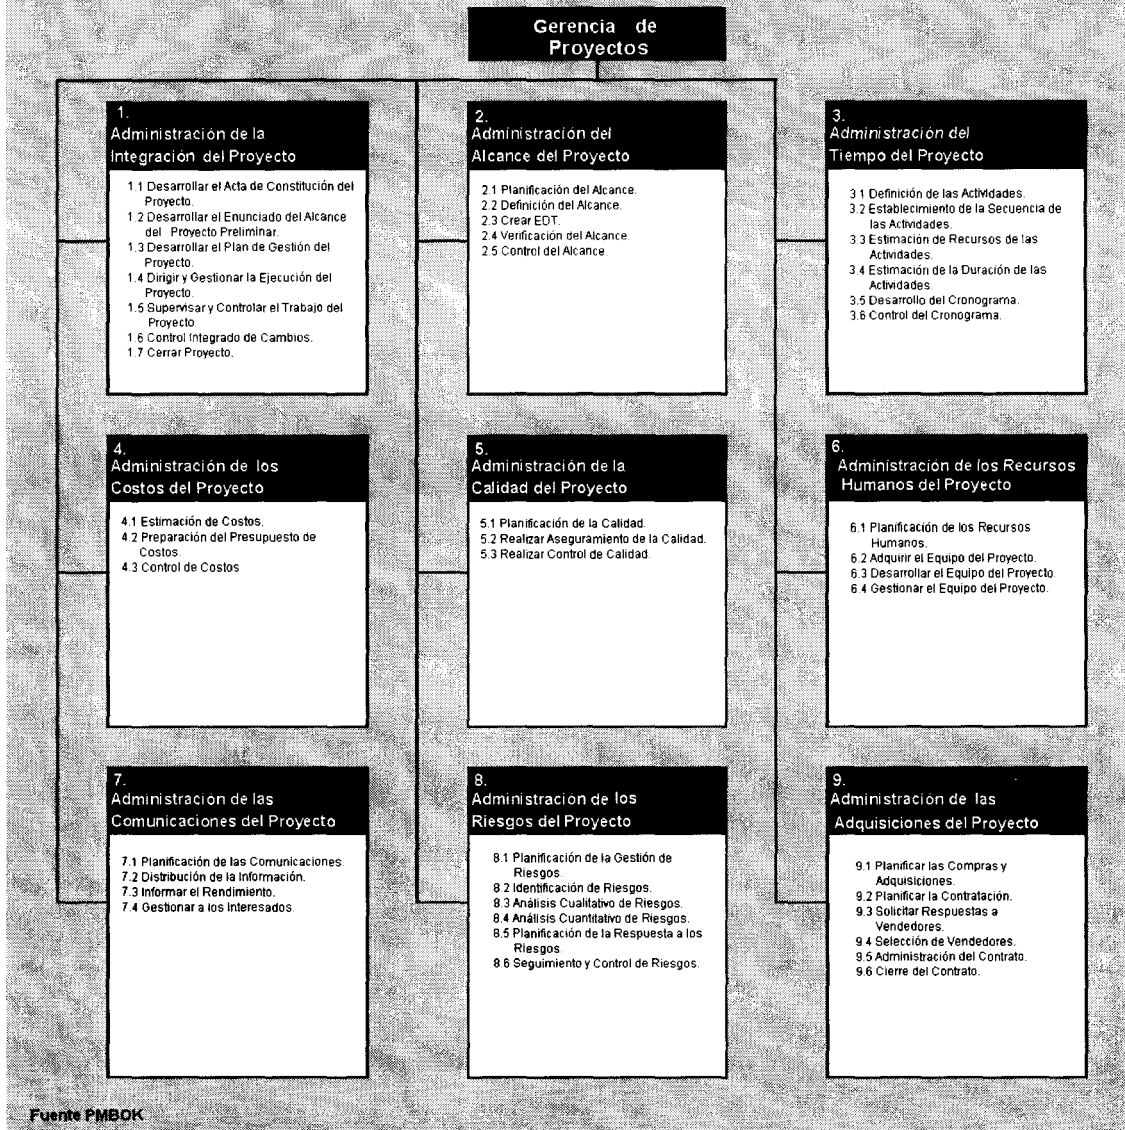 Gerencia de
Proyectos
1.
Administración de la
Integración del Proyecto
1.1 Desarrollar el Acta de Constitución del
Proyecto.
1.2 Desarrollar el Enunciado del Alcance
del Proyecto Preliminar.
1.3 Desarrollar el Plan de Gestión del
Proyecto.
1.4 Dirigir y Gestionar la Ejecución del
Proyecto.
1.5 Supervisar y Controlar el Trabajo del
Proyecto.
1.6 Control Integrado de Cambios.
1.7 Cerrar Proyecto.
2.
Administración del
Alcance del Proyecto
2.1 Planificación del Alcance.
2.2 Definición del Alcance.
2.3 Crear EDT.
2.4 Verificación del Alcance.
2.5 Control del Alcance.
3.
Administración del
Tiempo del Proyecto
3.1 Definición de las Actividades.
3.2 Establecimiento de la Secuencia de
las Actividades.
3.3 Estimación de Recursos de las
Actividades.
3.4 Estimación de la Duración de las
Actividades.
3.5 Desarrollo del Cronograma.
3.6 Control del Cronograma.
4.
Administración de los
Costos del Proyecto
4.1 Estimación de Costos.
4.2 Preparación del Presupuesto de
Costos
4.3 Control de Costos
5.
Administración de la
Calidad del Proyecto
5.1 Planificación de la Calidad.
5.2 Realizar Aseguramiento de la Calidad.
5.3 Realizar Control de Calidad.
6.
Administración de los Recursos
Humanos del Proyecto
6.1 Planificación de los Recursos
Humanos.
6.2 Adquirir el Equipo del Proyecto.
6.3 Desarrollar el Equipo del Proyecto.
6.4 Gestionar el Equipo del Proyecto.
7.
Administración de las
Comunicaciones del Proyecto
7.1 Planificación de las Comunicaciones.
7.2 Distribución de la Información.
7.3 Informar el Rendimiento.
7.4 Gestionar a los Interesados.
8.
Administración de los
Riesgos del Proyecto
8.1 Planificación de la Gestión de
Riesgos.
8.2 Identificación de Riesgos.
8.3 Análisis Cualitativo de Riesgos.
8.4 Análisis Cuantitativo de Riesgos.
8.5 Planificación de la Respuesta a los
Riesgos.
8.6 Seguimiento y Control de Riesgos.
9.
Administración de las
Adquisiciones del Proyecto
9.1 Planificar las Compras y
Adquisiciones.
9.2 Planificar la Contratación.
9.3 Solicitar Respuestas a
Vendedores.
9.4 Selección de Vendedores.
9.5 Administración del Contrato.
9.6 Cierre del Contrato.
Fuente PMBOK